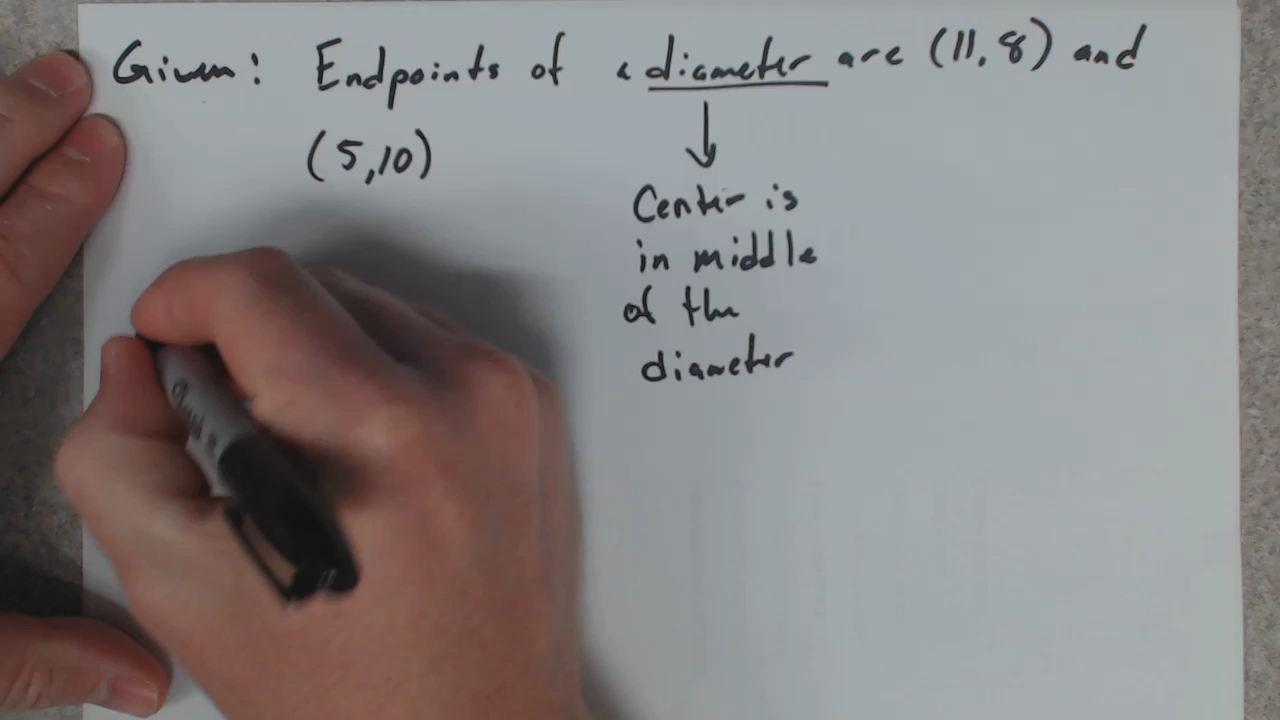 Given: Endpoints of a diameter are (11, 8) and
(5,10)
Center is
in middle
of the
diameter